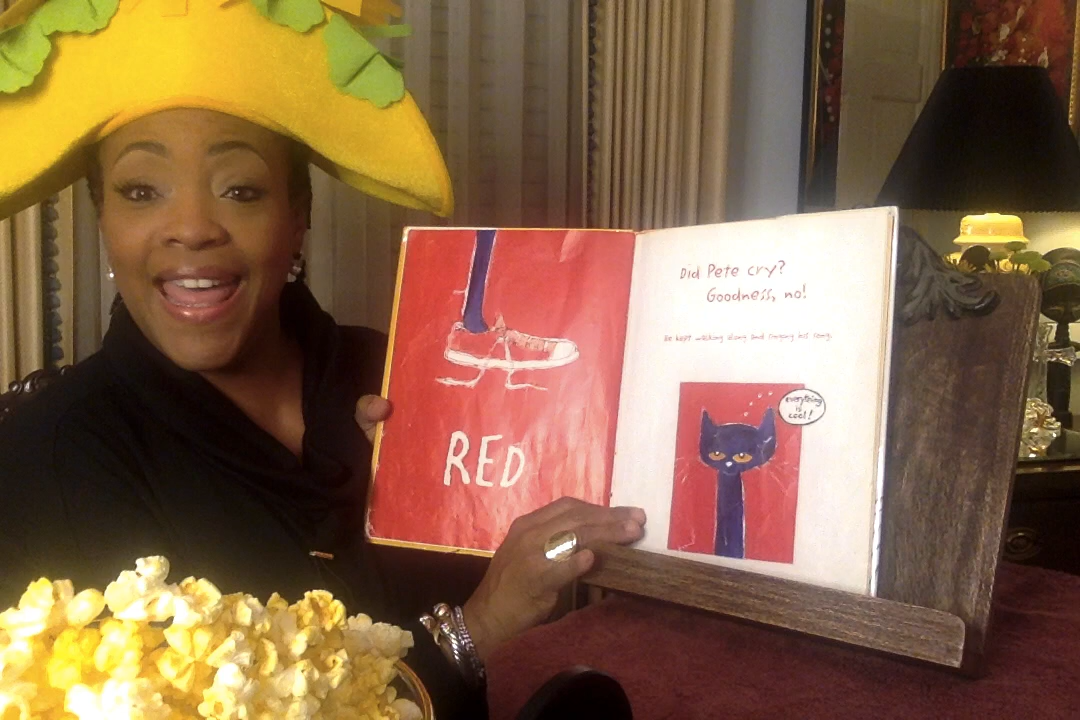 RED
Did Pete cry?
Goodness, no!
He kept walking along and singing his song.
everything
is
cool!